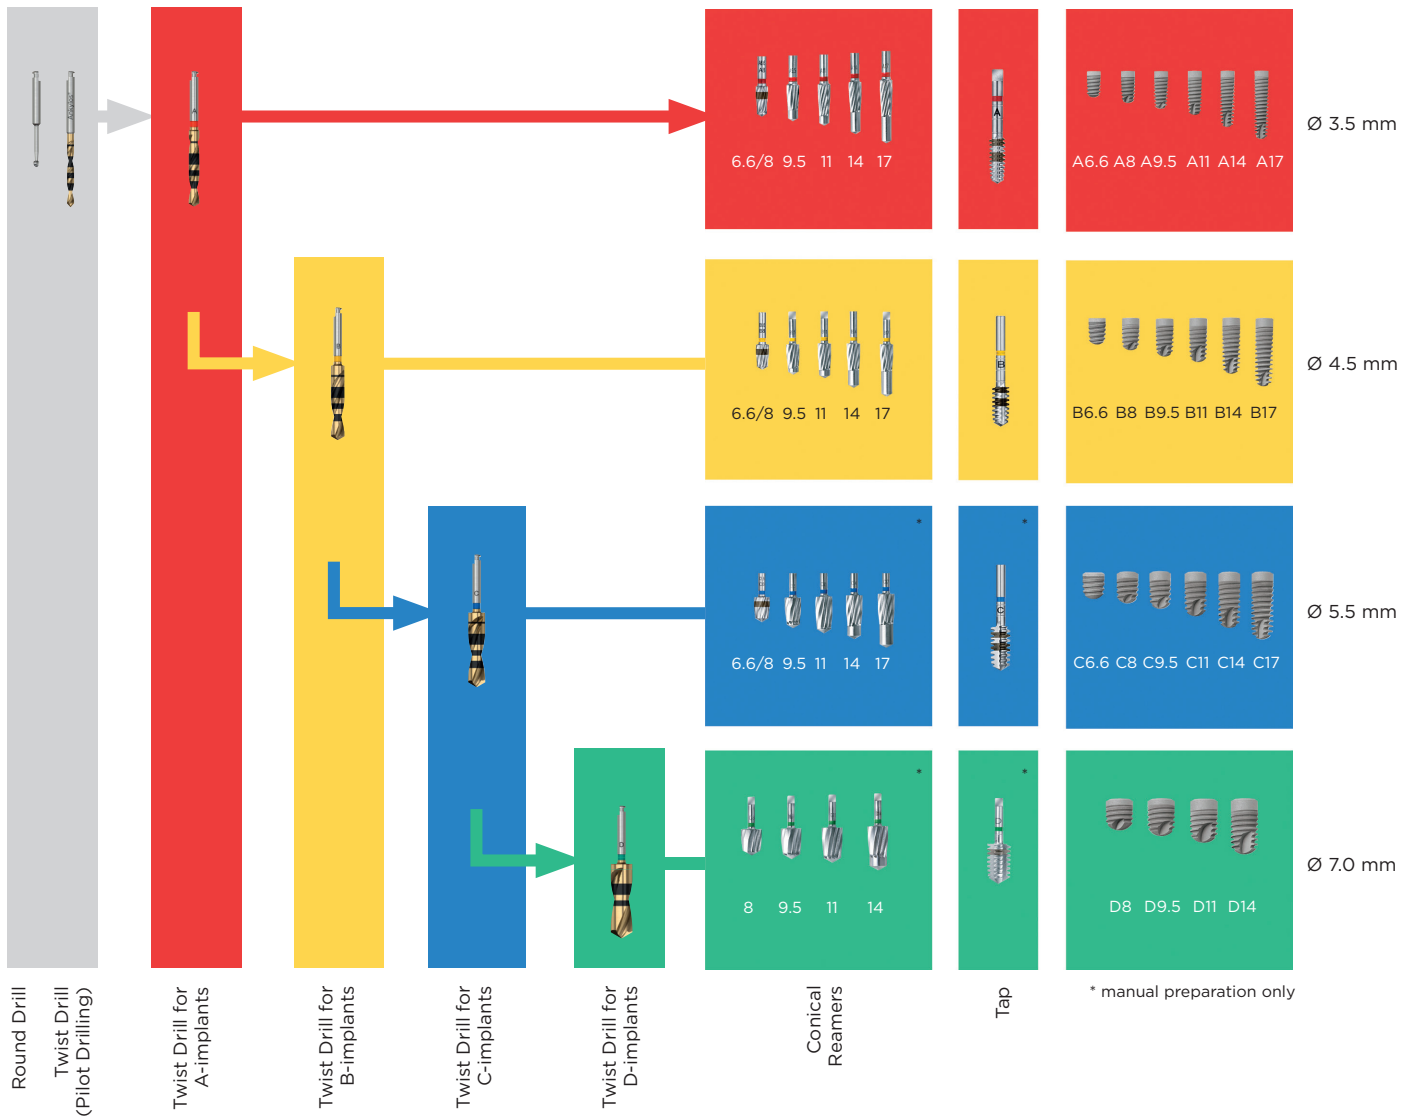 6.6/8 9.5 11 14 17
A
A6.6 A8 A9.5 A11 A14 A17
Ø 3.5 mm
6.6/8 9.5 11 14 17
B
B6.6 B8 B9.5 B11 B14 B17
Ø 4.5 mm
*
*
6.6/8 9.5 11 14 17
C
C6.6 C8 C9.5 C11 C14 C17
Ø 5.5 mm
*
*
8 9.5 11 14
D8 D9.5 D11 D14
Ø 7.0 mm
Round Drill
Twist Drill
(Pilot Drilling)
Twist Drill for
A-implants
Twist Drill for
B-implants
Twist Drill for
C-implants
Twist Drill for
D-implants
Conical
Reamers
Tap
* manual preparation only